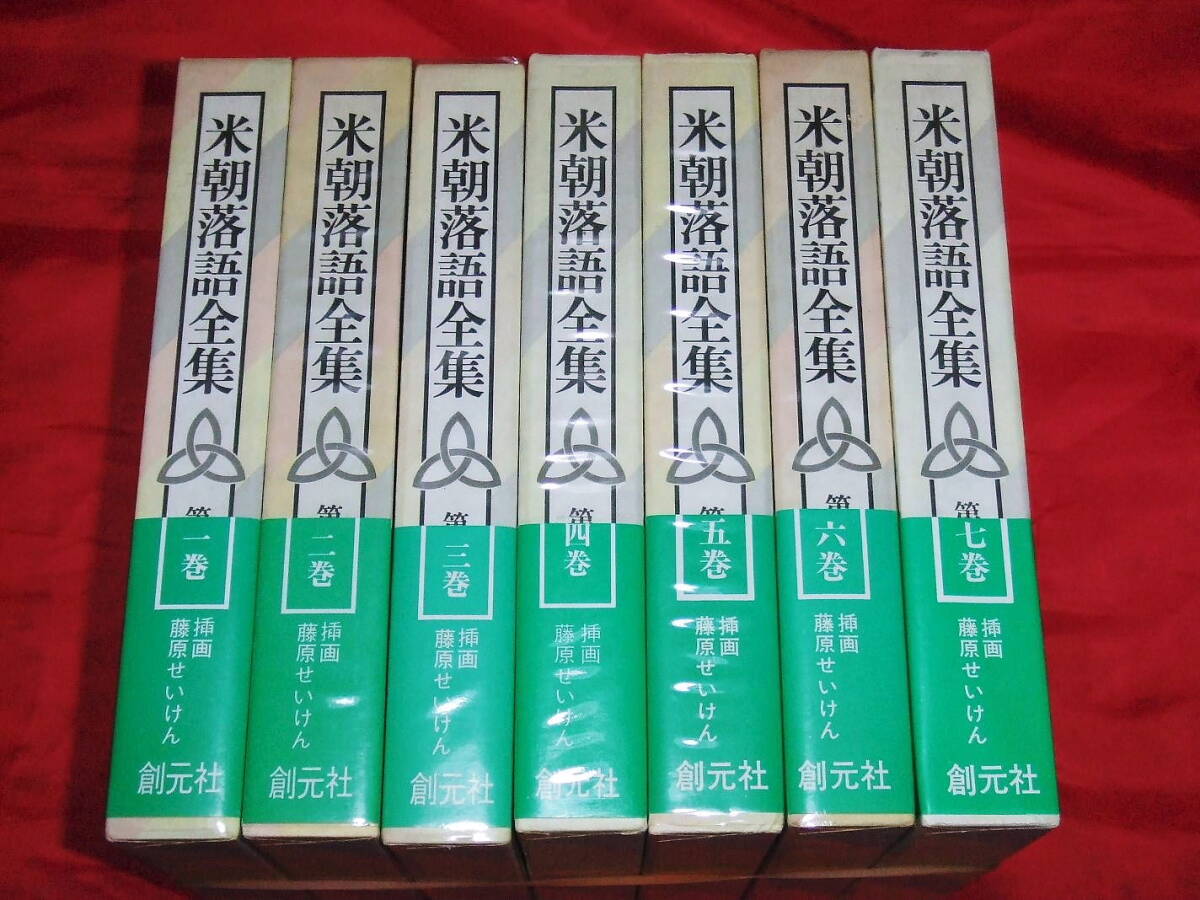 米朝落語全集
第一巻
挿画
藤原せいけん
創元社
米朝落語全集
第二巻
挿画
藤原せいけん
創元社
米朝落語全集
第三巻
挿画
藤原せいけん
創元社
米朝落語全集
第四巻
挿画
藤原せいけん
創元社
米朝落語全集
第五巻
挿画
藤原せいけん
創元社
米朝落語全集
第六巻
挿画
藤原せいけん
創元社
米朝落語全集
第七巻
挿画
藤原せいけん
創元社